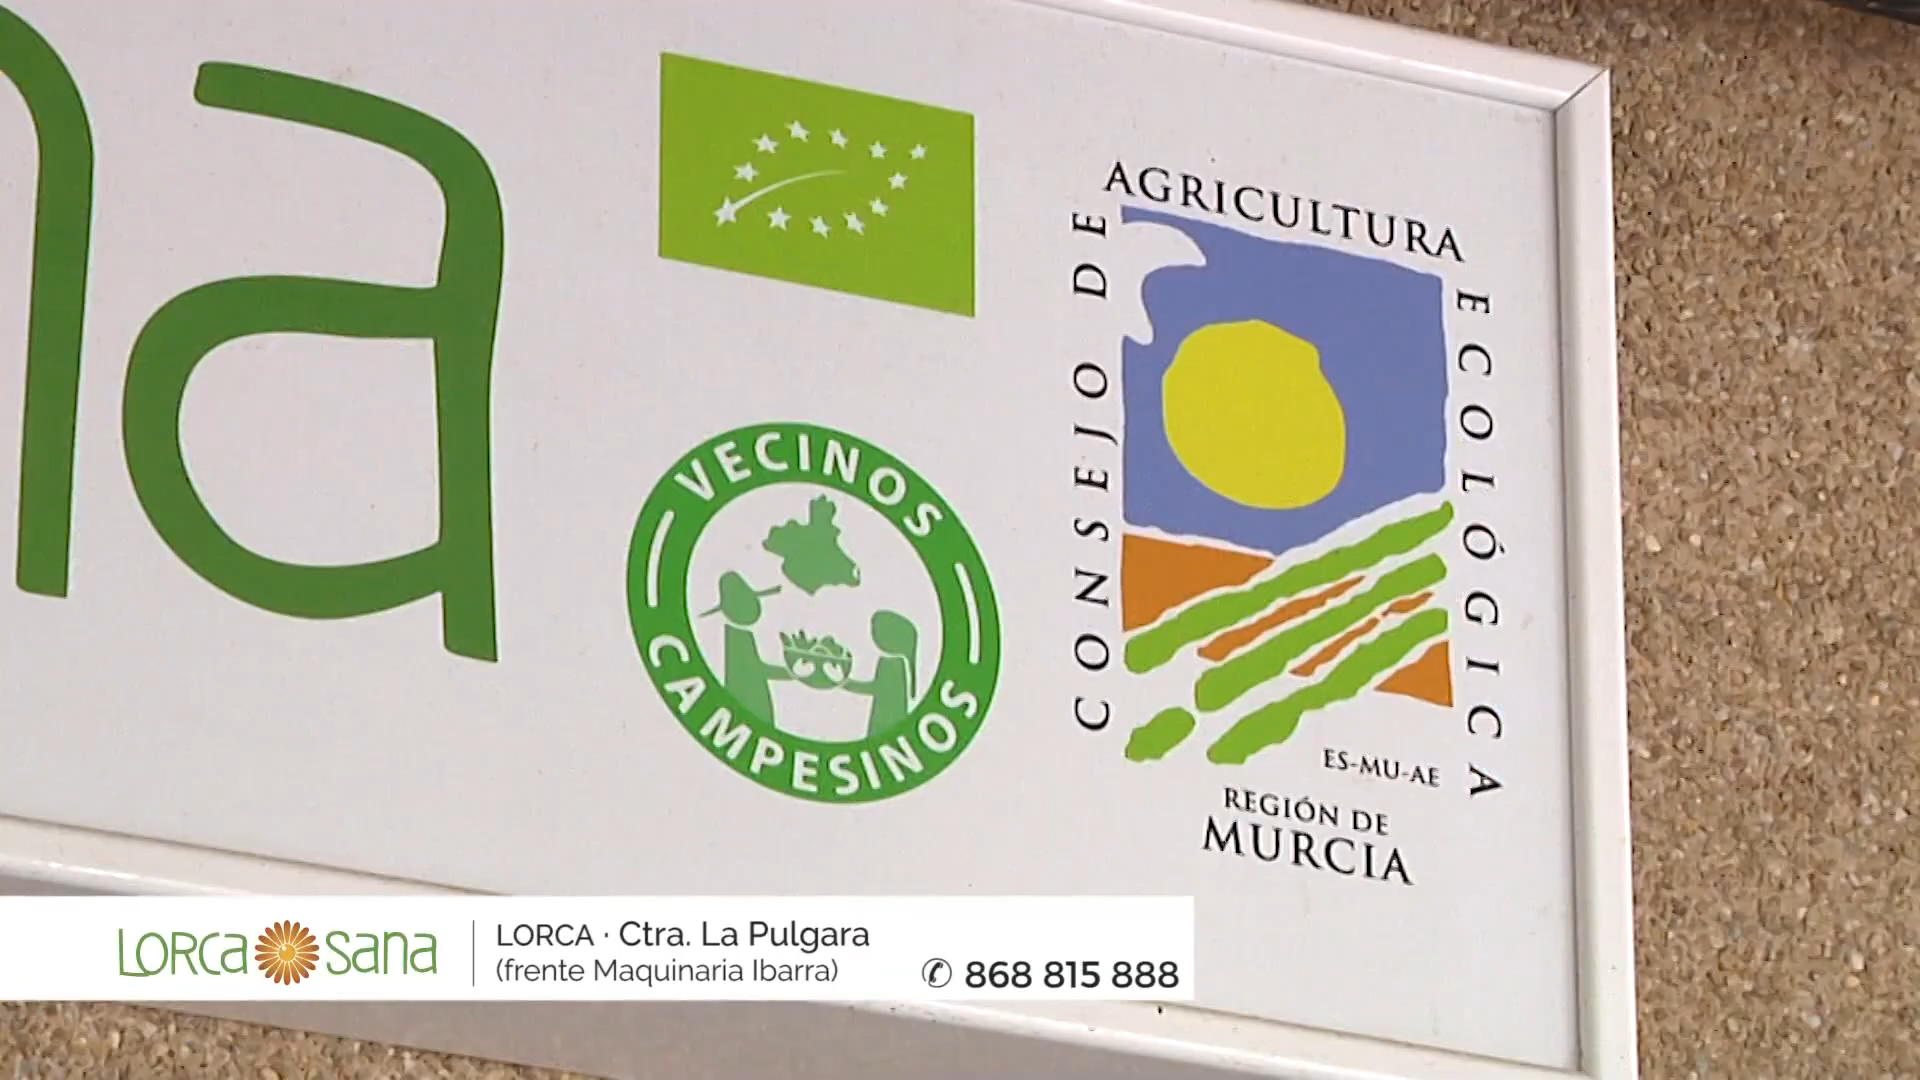 na
CONSEJO DE
AGRICULTURA
ECOLÓGICA
VECINOS
CAMPESINOS
ES-MU-AE
REGIÓN DE
MURCIA
LORCA SANA
LORCA · Ctra. La Pulgara
(frente Maquinaria Ibarra)
✆ 868 815 888